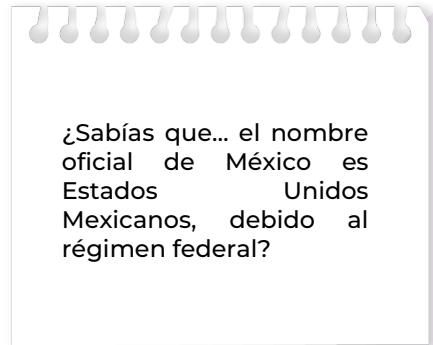 ¿Sabías que... el nombre
oficial de México es
Estados Unidos
Mexicanos, debido al
régimen federal?